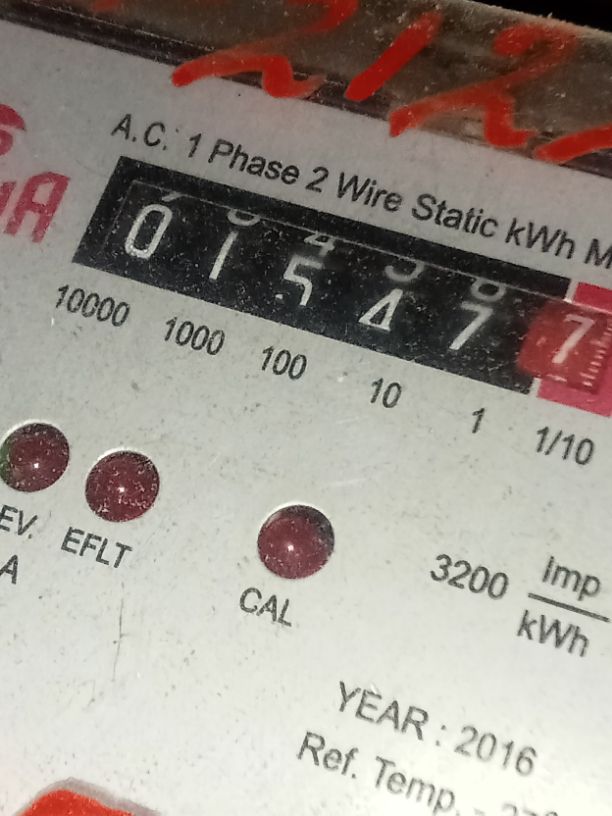 A.C. 1 Phase 2 Wire Static kWh M
0 1 5 4 7 7
10000 1000 100 10 1 1/10
EV. EFLT
A
CAL
3200 imp
kWh
YEAR : 2016
Ref. Temp. -